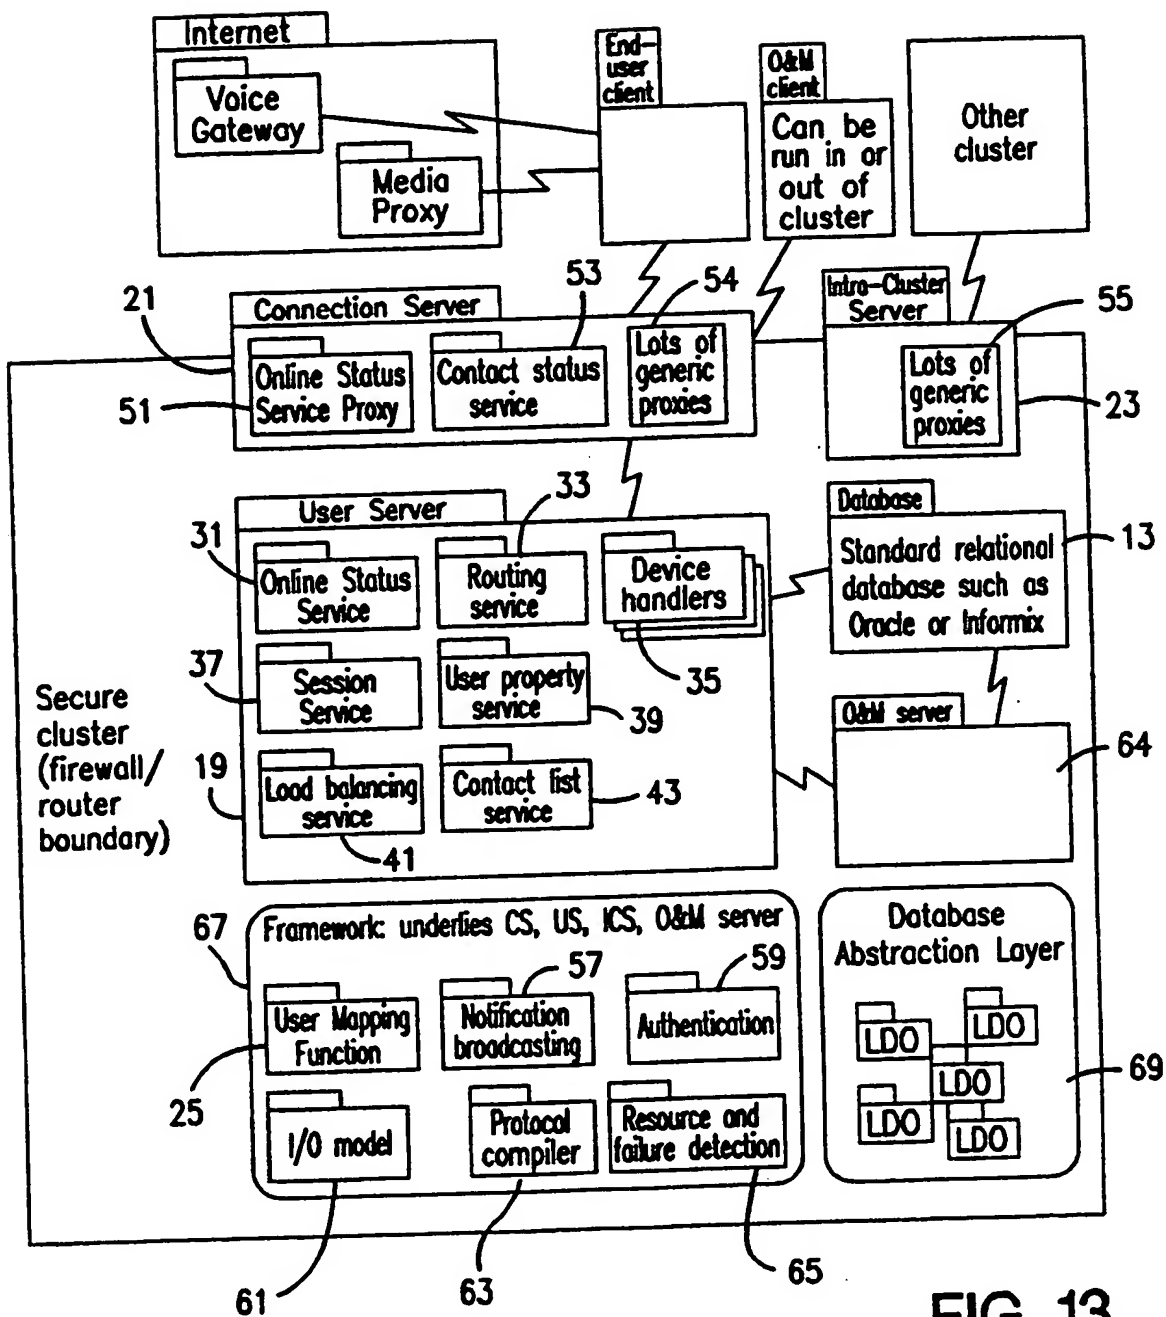 Internet
Voice
Gateway
Media
Proxy
End-
user
client
O&M
client
Can be
run in or
out of
cluster
Other
cluster
21
Connection Server
53
54
Intra-Cluster
Server
55
Online Status
Service Proxy
51
Contact status
service
Lots of
generic
proxies
Lots of
generic
proxies
23
User Server
33
31
Online Status
Service
Routing
service
Device
handlers
35
Database
13
Standard relational
database such as
Oracle or Informix
37
Session
Service
User property
service
39
O&M server
64
Secure
cluster
(firewall/
router
boundary)
19
Load balancing
service
41
Contact list
service
43
67
Framework: underlies CS, US, ICS, O&M server
57
59
User Mapping
Function
25
Notification
broadcasting
Authentication
I/O model
61
Protocol
compiler
63
Resource and
failure detection
65
Database
Abstraction Layer
LDO
LDO
LDO
LDO
LDO
69
FIG. 13